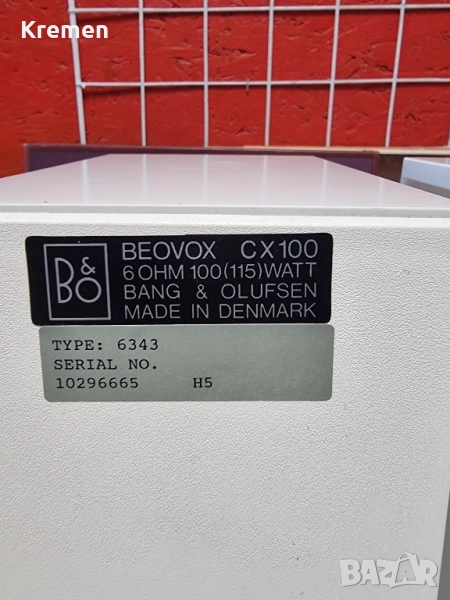 Kremen
B&O
BEOVOX CX100
6 OHM 100(115)WATT
BANG & OLUFSEN
MADE IN DENMARK
TYPE: 6343
SERIAL NO.
10296665 H5
BAZAR